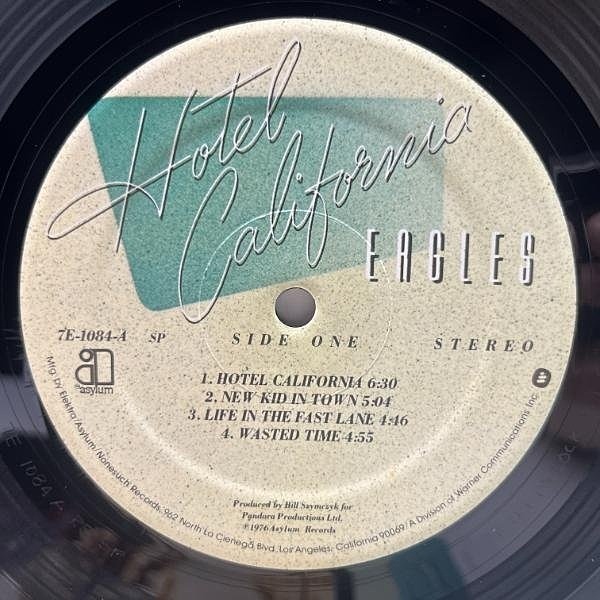 Hotel
California
EAGLES
7E-1084-A SP SIDE ONE STEREO
asylum
1. HOTEL CALIFORNIA 6:30
2. NEW KID IN TOWN 5:04
3. LIFE IN THE FAST LANE 4:46
4. WASTED TIME 4:55
Produced by Bill Szymczyk for
Pandora Productions Ltd.
℗1976 Asylum Records
Mfg. by Elektra/Asylum/Nonesuch Records, 962 North La Cienega Blvd., Los Angeles, California 90069/A Division of Warner Communications Inc.